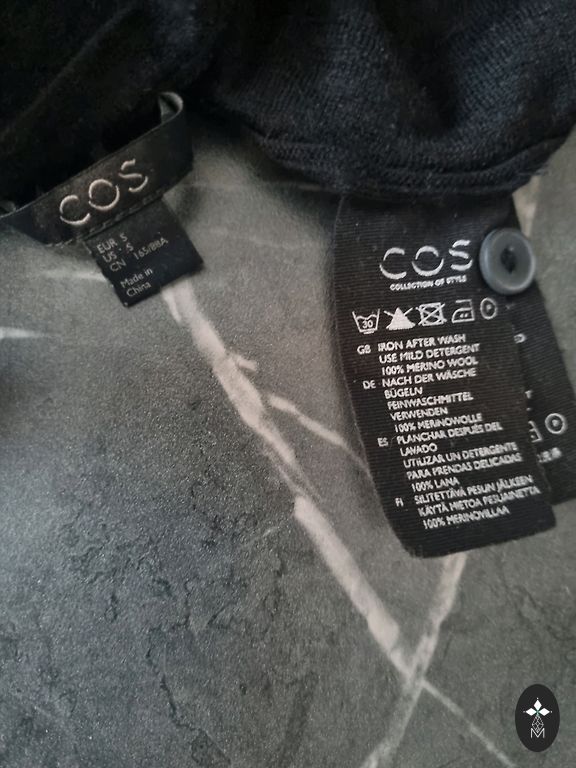 COS
EUR S
US S
CN 165/88A
Made in
China
COS
COLLECTION OF STYLE
30
P
GB IRON AFTER WASH
USE MILD DETERGENT
100% MERINO WOOL
DE NACH DER WÄSCHE
BÜGELN
FEINWASCHMITTEL
VERWENDEN
100% MERINOWOLLE
ES PLANCHAR DESPUÉS DEL
LAVADO
UTILIZAR UN DETERGENTE
PARA PRENDAS DELICADAS
100% LANA
FI SILITETTÄVÄ PESUN JÄLKEEN
KÄYTÄ HIETOA PESUAINETTA
100% MERINOVILLAA
P
M